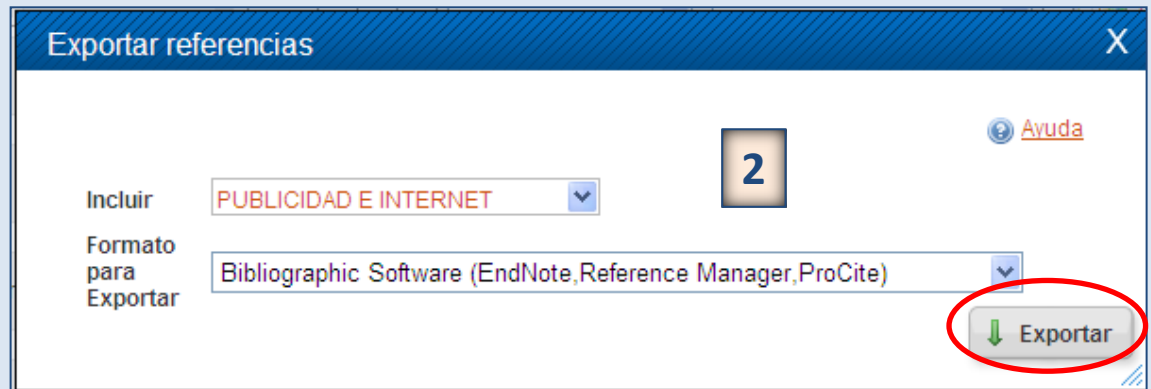 Exportar referencias X
Ayuda
2
Incluir PUBLICIDAD E INTERNET
Formato
para
Exportar
Bibliographic Software (EndNote,Reference Manager,ProCite)
Exportar